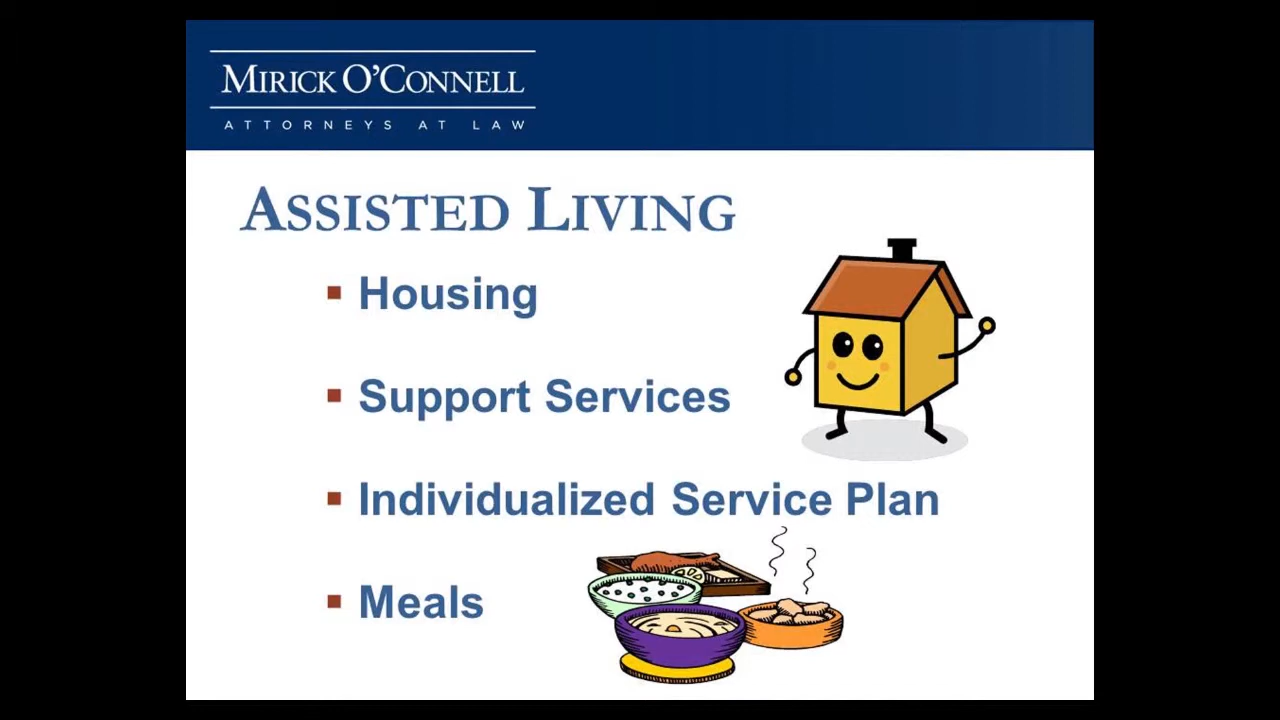 MIRICK O'CONNELL
ATTORNEYS AT LAW
ASSISTED LIVING
▪ Housing
▪ Support Services
▪ Individualized Service Plan
▪ Meals